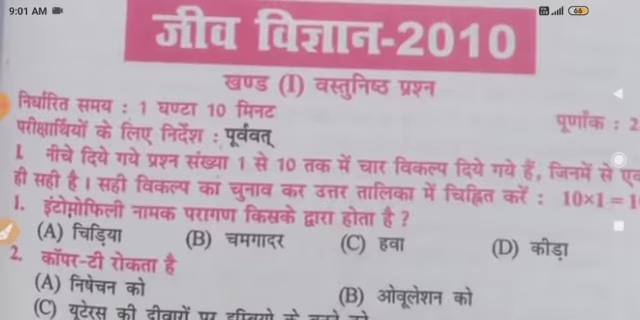 9:01 AM
66
जीव विज्ञान-2010
खण्ड (I) वस्तुनिष्ठ प्रश्न
निर्धारित समय : 1 घण्टा 10 मिनट
पूर्णांक : 2
परीक्षार्थियों के लिए निर्देश : पूर्ववत्
I. नीचे दिये गये प्रश्न संख्या 1 से 10 तक में चार विकल्प दिये गये हैं, जिनमें से एक
ही सही है। सही विकल्प का चुनाव कर उत्तर तालिका में चिह्नित करें : 10×1=1
1. इंटोमोफिली नामक परागण किसके द्वारा होता है ?
(A) चिड़िया (B) चमगादर (C) हवा (D) कीड़ा
2. कॉपर-टी रोकता है
(A) निषेचन को (B) ओवूलेशन को
(C) यूटेरस की दीवारों पर